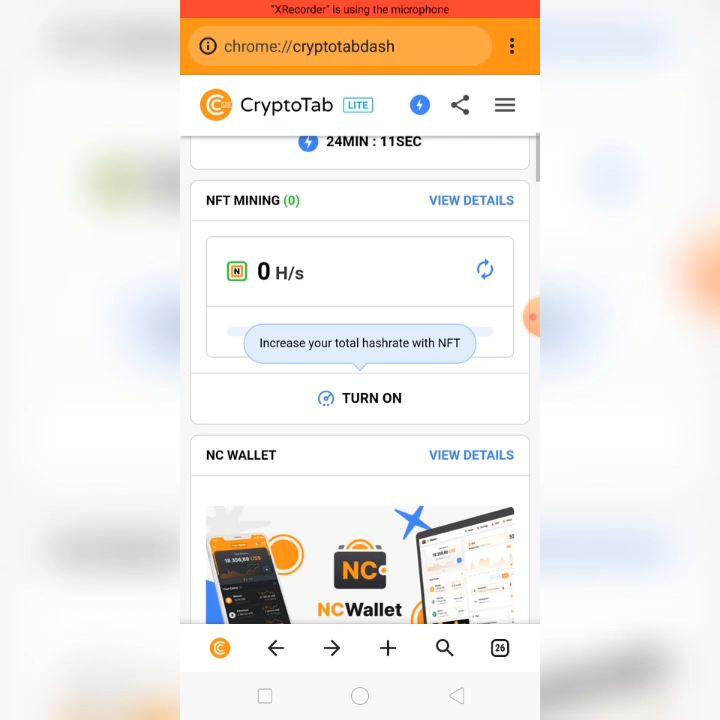 "XRecorder" is using the microphone
chrome://cryptotabdash
CryptoTab LITE
24MIN : 11SEC
NFT MINING (0) VIEW DETAILS
N 0 H/s
Increase your total hashrate with NFT
TURN ON
NC WALLET VIEW DETAILS
NC
NCWallet
26